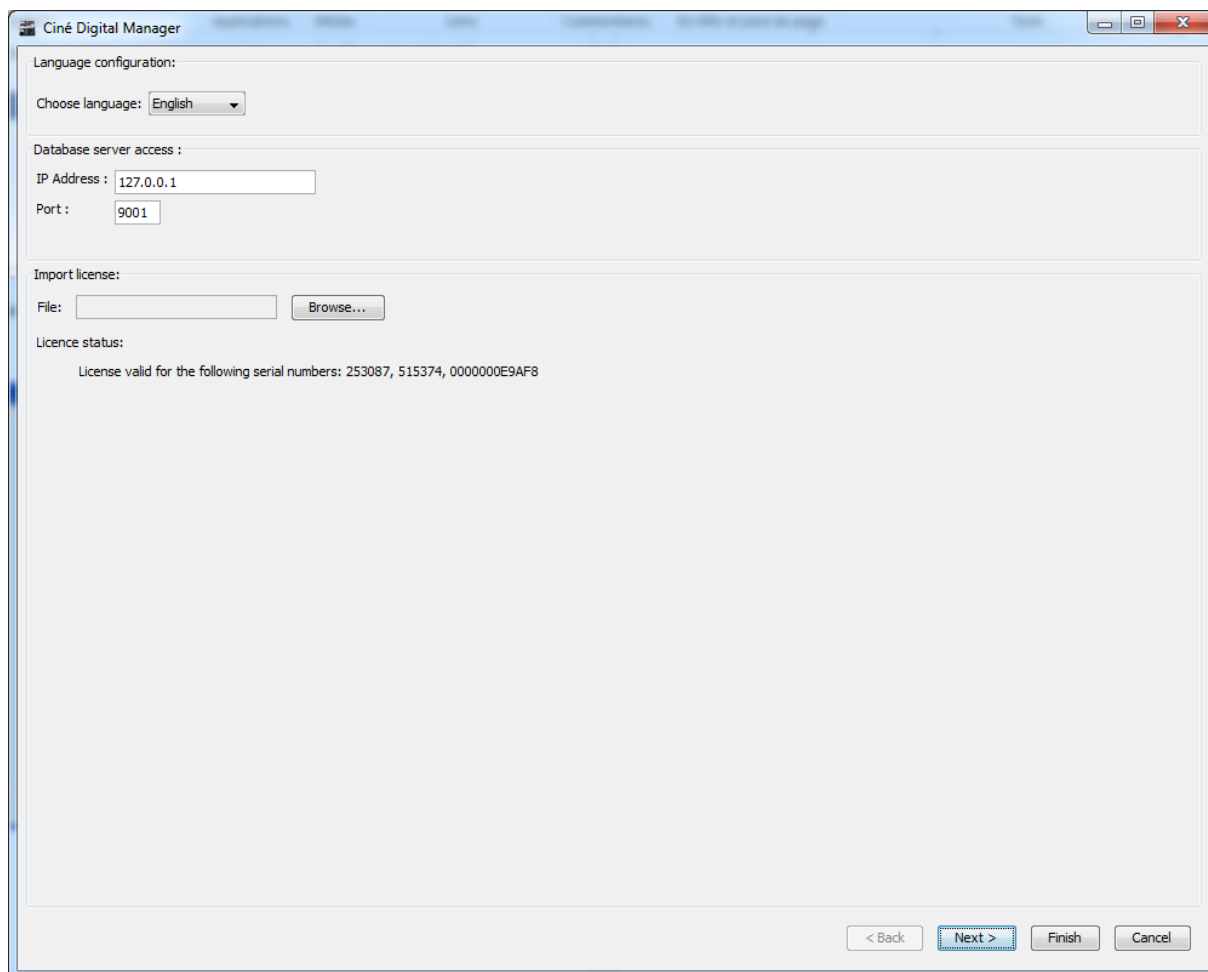 Ciné Digital Manager
Language configuration:
Choose language: English
Database server access :
IP Address : 127.0.0.1
Port : 9001
Import license:
File: Browse...
Licence status:
License valid for the following serial numbers: 253087, 515374, 0000000E9AF8
< Back Next > Finish Cancel